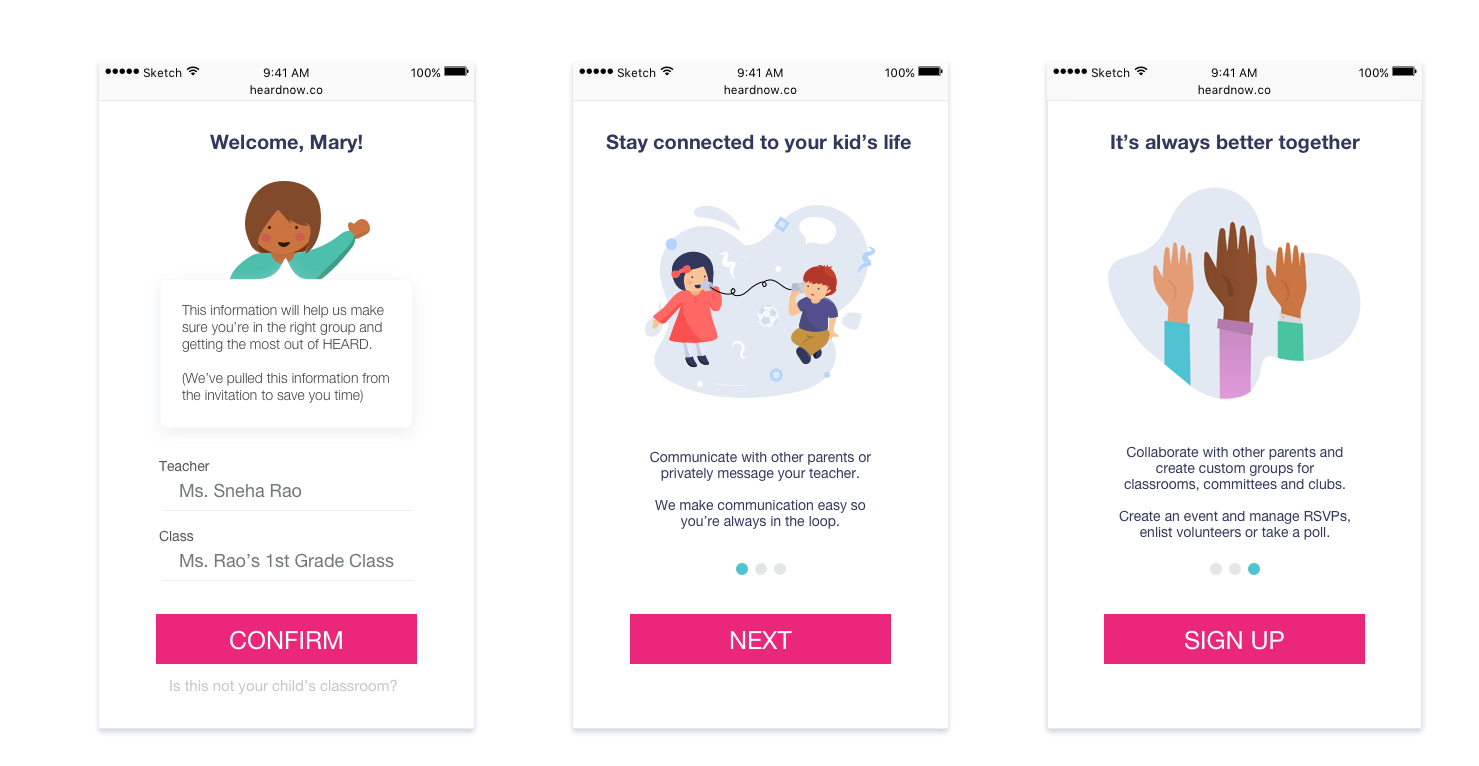 Sketch 9:41 AM 100%
heardnow.co
Welcome, Mary!
This information will help us make
sure you’re in the right group and
getting the most out of HEARD.
(We’ve pulled this information from
the invitation to save you time)
Teacher
Ms. Sneha Rao
Class
Ms. Rao’s 1st Grade Class
CONFIRM
Is this not your child’s classroom?
Sketch 9:41 AM 100%
heardnow.co
Stay connected to your kid’s life
Communicate with other parents or
privately message your teacher.
We make communication easy so
you’re always in the loop.
NEXT
Sketch 9:41 AM 100%
heardnow.co
It’s always better together
Collaborate with other parents and
create custom groups for
classrooms, committees and clubs.
Create an event and manage RSVPs,
enlist volunteers or take a poll.
SIGN UP